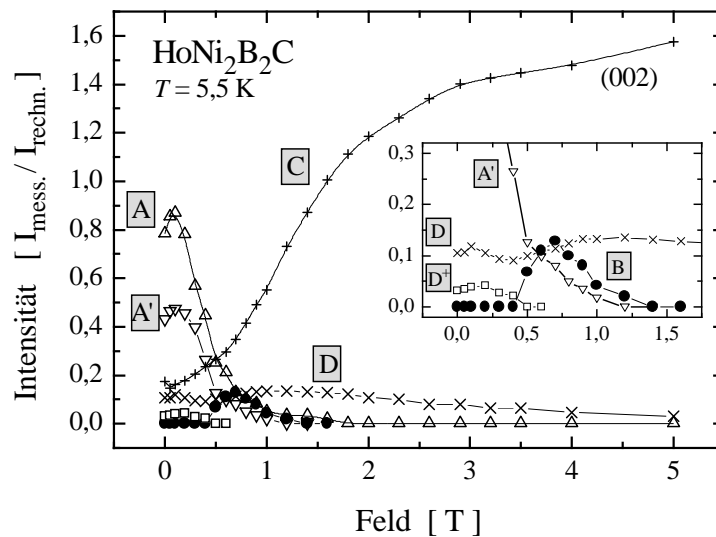 HoNi₂B₂C
T = 5,5 K
(002)
C
A
A'
D
Intensität [ I_mess. / I_rechn. ]
1,6
1,4
1,2
1,0
0,8
0,6
0,4
0,2
0,0
0 1 2 3 4 5
Feld [ T ]
A'
D
D⁺
B
0,3
0,2
0,1
0,0
0,0 0,5 1,0 1,5